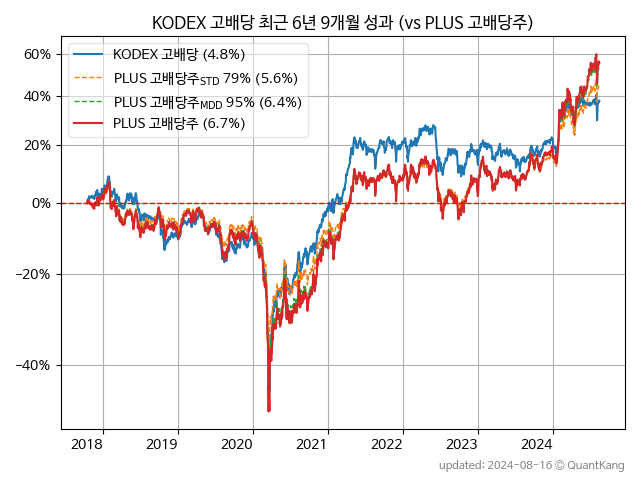 KODEX 고배당 최근 6년 9개월 성과 (vs PLUS 고배당주)
KODEX 고배당 (4.8%)
PLUS 고배당주STD 79% (5.6%)
PLUS 고배당주MDD 95% (6.4%)
PLUS 고배당주 (6.7%)
60%
40%
20%
0%
−20%
−40%
2018 2019 2020 2021 2022 2023 2024
updated: 2024-08-16 © QuantKang